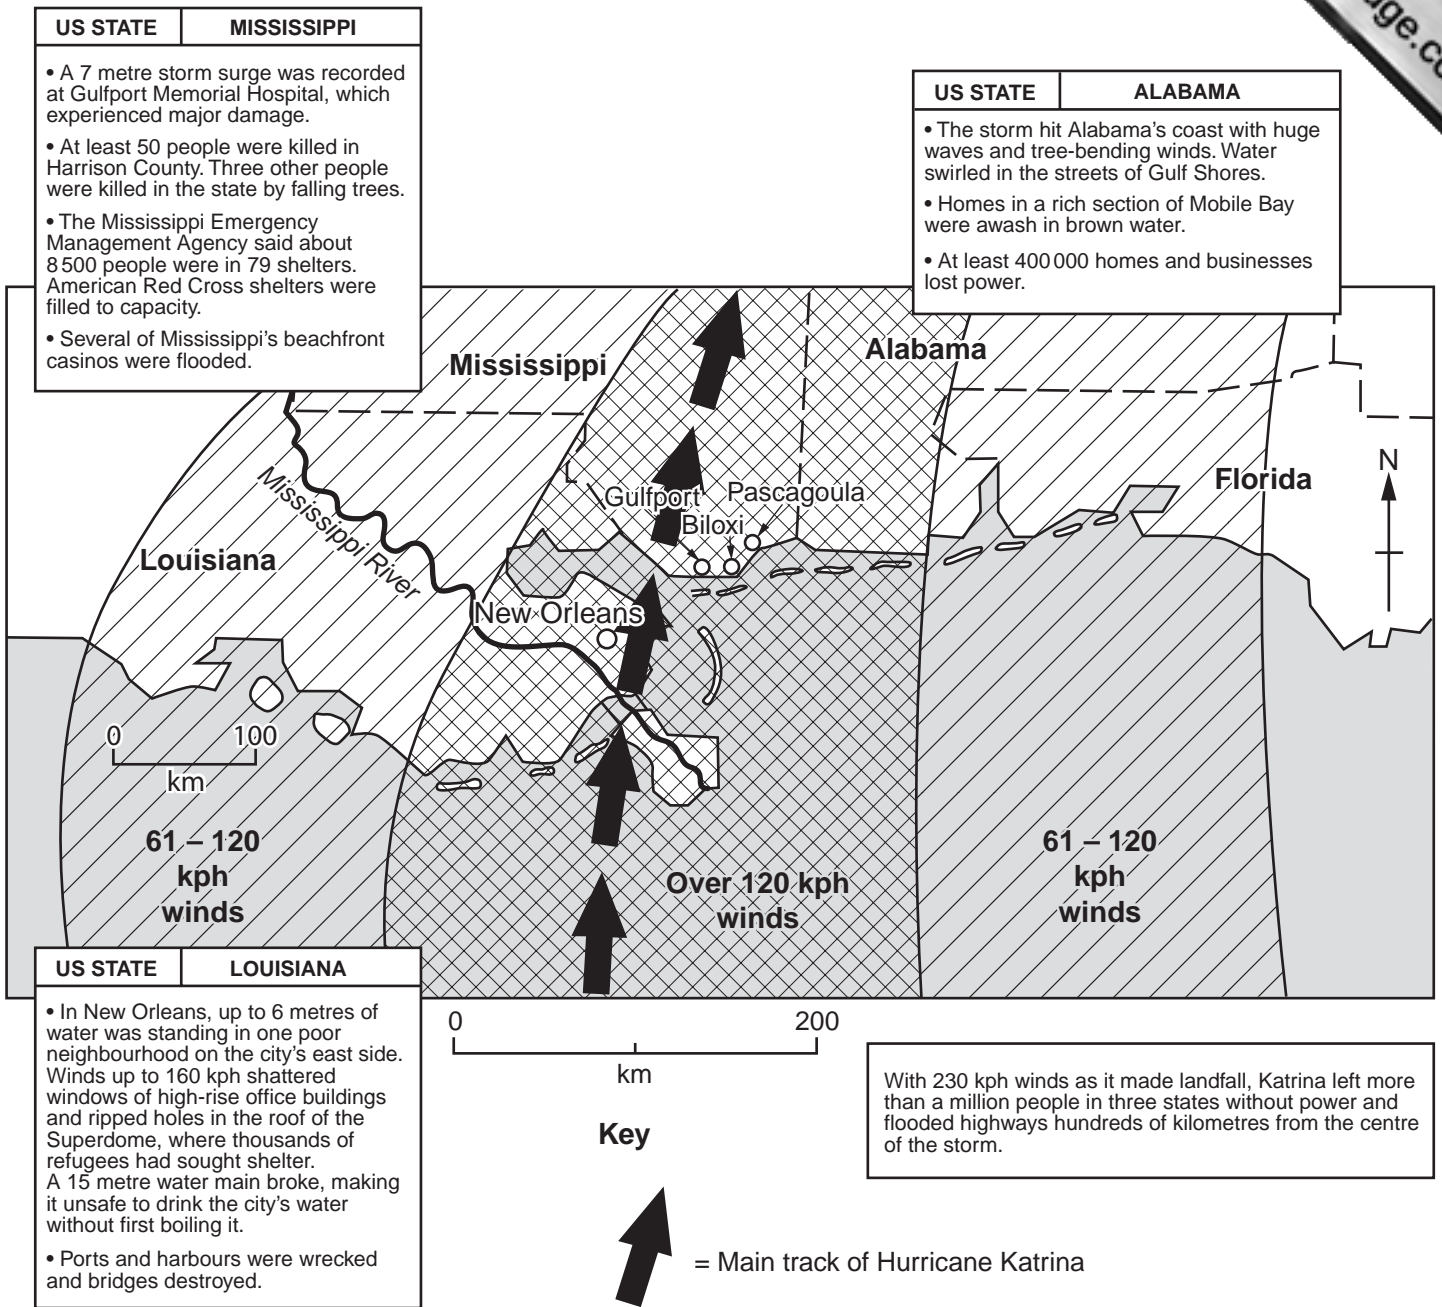 US STATE MISSISSIPPI
• A 7 metre storm surge was recorded
at Gulfport Memorial Hospital, which
experienced major damage.
• At least 50 people were killed in
Harrison County. Three other people
were killed in the state by falling trees.
• The Mississippi Emergency
Management Agency said about
8 500 people were in 79 shelters.
American Red Cross shelters were
filled to capacity.
• Several of Mississippi's beachfront
casinos were flooded.
US STATE ALABAMA
• The storm hit Alabama's coast with huge
waves and tree-bending winds. Water
swirled in the streets of Gulf Shores.
• Homes in a rich section of Mobile Bay
were awash in brown water.
• At least 400 000 homes and businesses
lost power.
Mississippi
Alabama
Florida
N
Gulfport
Pascagoula
Biloxi
Mississippi River
Louisiana
New Orleans
0 100
km
61 – 120
kph
winds
Over 120 kph
winds
61 – 120
kph
winds
US STATE LOUISIANA
• In New Orleans, up to 6 metres of
water was standing in one poor
neighbourhood on the city's east side.
Winds up to 160 kph shattered
windows of high-rise office buildings
and ripped holes in the roof of the
Superdome, where thousands of
refugees had sought shelter.
A 15 metre water main broke, making
it unsafe to drink the city's water
without first boiling it.
• Ports and harbours were wrecked
and bridges destroyed.
0 200
km
Key
= Main track of Hurricane Katrina
With 230 kph winds as it made landfall, Katrina left more
than a million people in three states without power and
flooded highways hundreds of kilometres from the centre
of the storm.